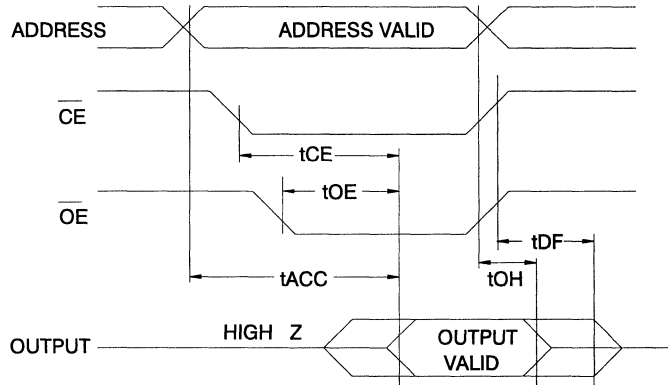 ADDRESS
ADDRESS VALID
CE
tCE
tOE
OE
tDF
tACC
tOH
HIGH Z
OUTPUT
OUTPUT
VALID